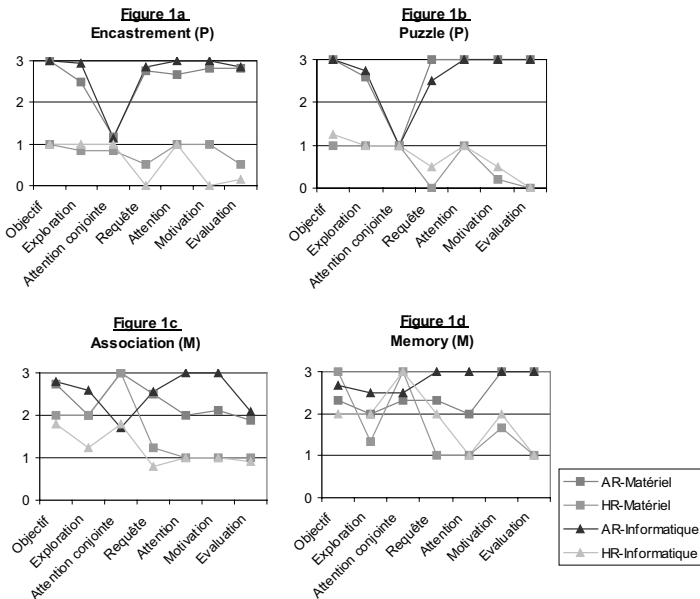 Figure 1a
Encastrement (P)
3
2
1
0
Objectif
Exploration
Attention conjointe
Requête
Attention
Motivation
Evaluation
Figure 1b
Puzzle (P)
3
2
1
0
Objectif
Exploration
Attention conjointe
Requête
Attention
Motivation
Evaluation
Figure 1c
Association (M)
3
2
1
0
Objectif
Exploration
Attention conjointe
Requête
Attention
Motivation
Evaluation
Figure 1d
Memory (M)
3
2
1
0
Objectif
Exploration
Attention conjointe
Requête
Attention
Motivation
Evaluation
AR-Matériel
HR-Matériel
AR-Informatique
HR-Informatique